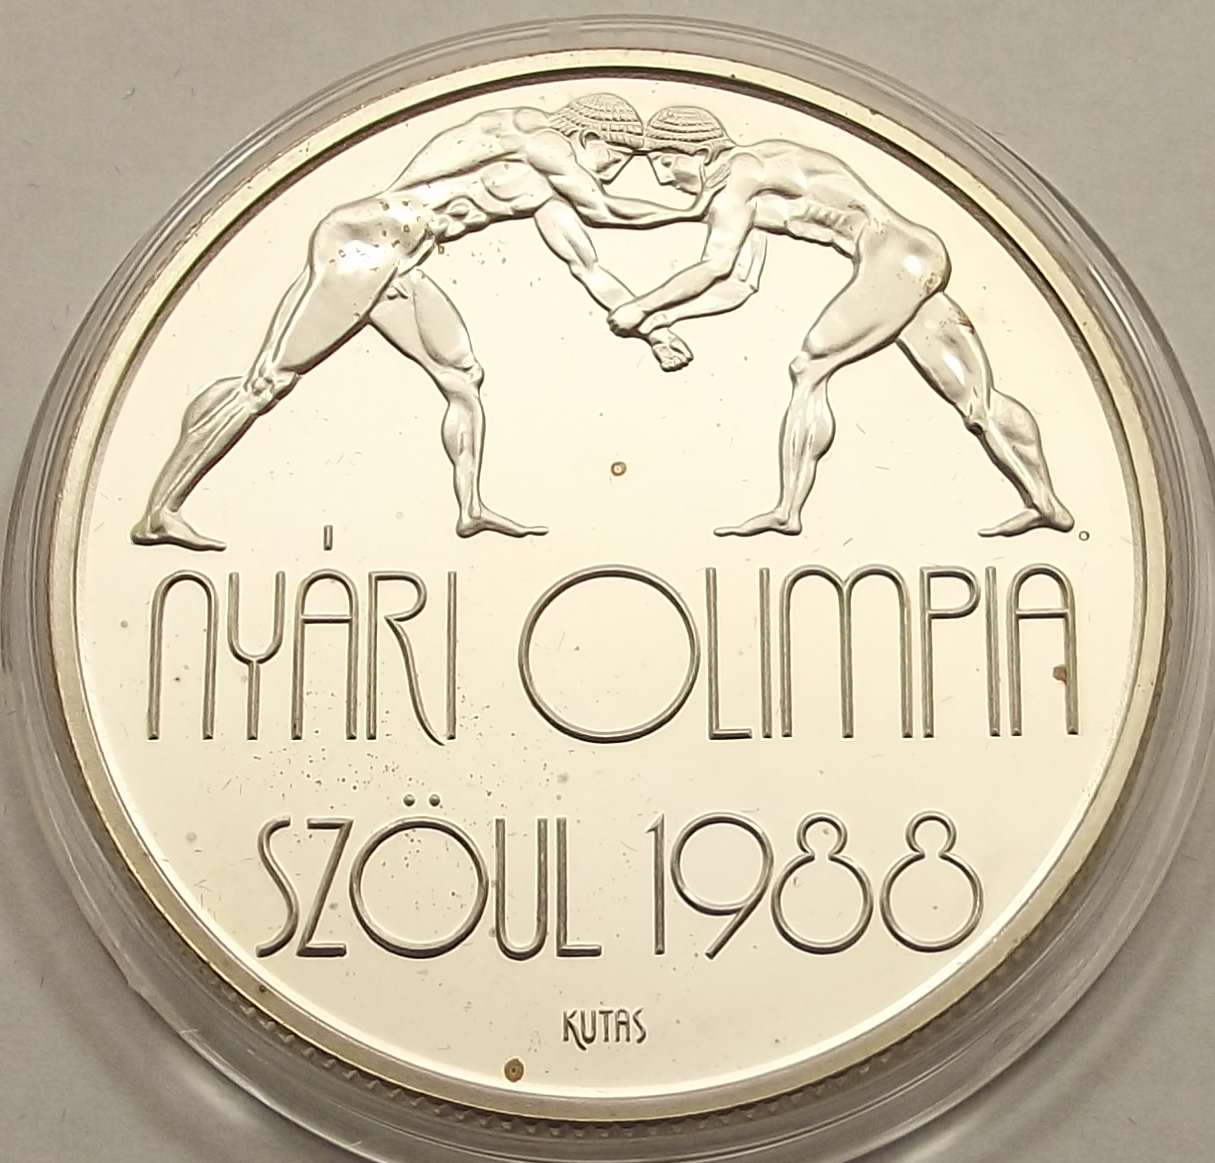 NYÁRI OLIMPIA
SZÖUL 1988
KUTAS